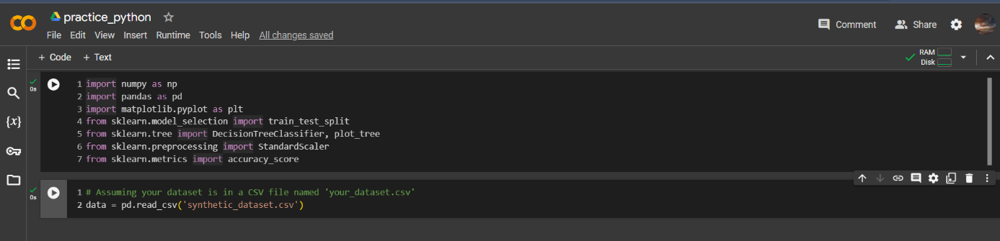 practice_python
File Edit View Insert Runtime Tools Help All changes saved
Comment Share
+ Code + Text
RAM
Disk
0s
1 import numpy as np
2 import pandas as pd
3 import matplotlib.pyplot as plt
4 from sklearn.model_selection import train_test_split
5 from sklearn.tree import DecisionTreeClassifier, plot_tree
6 from sklearn.preprocessing import StandardScaler
7 from sklearn.metrics import accuracy_score
{x}
0s
1 # Assuming your dataset is in a CSV file named 'your_dataset.csv'
2 data = pd.read_csv('synthetic_dataset.csv')